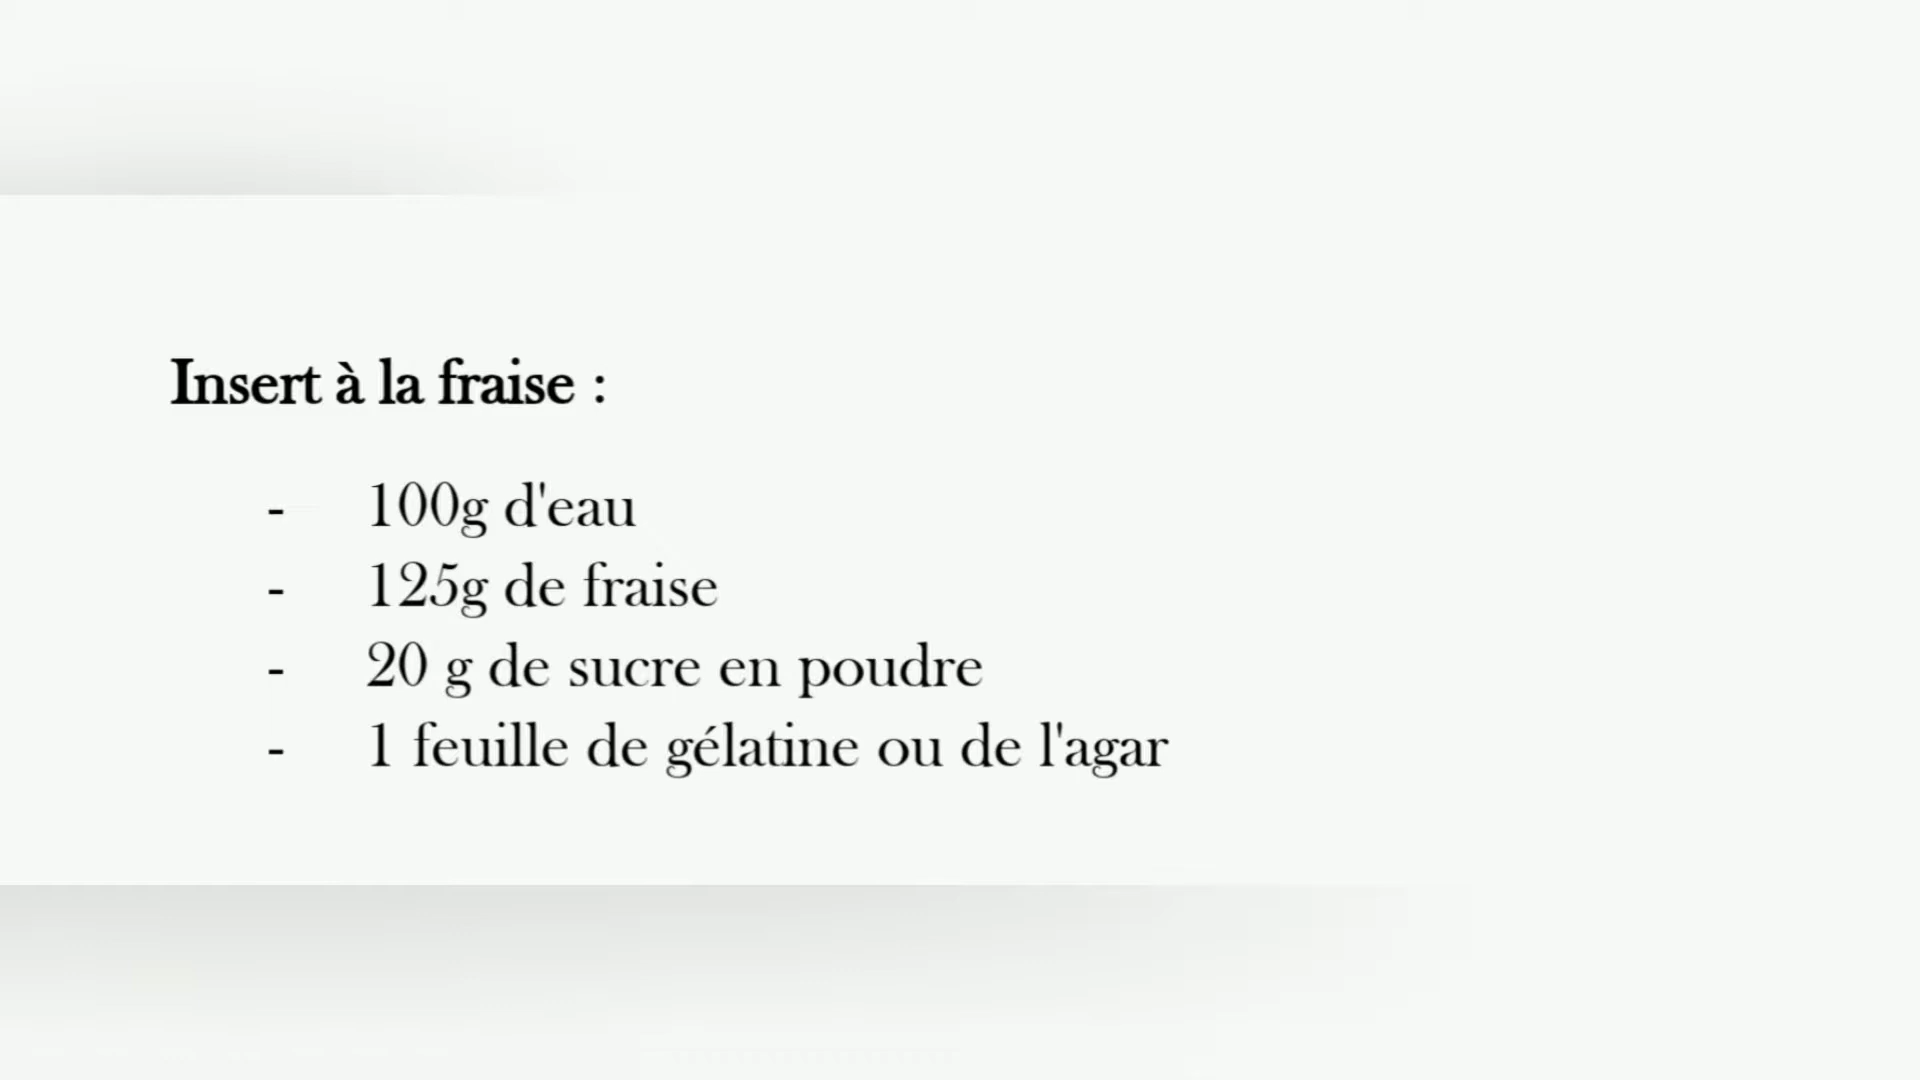 Insert à la fraise :
- 100g d'eau
- 125g de fraise
- 20 g de sucre en poudre
- 1 feuille de gélatine ou de l'agar